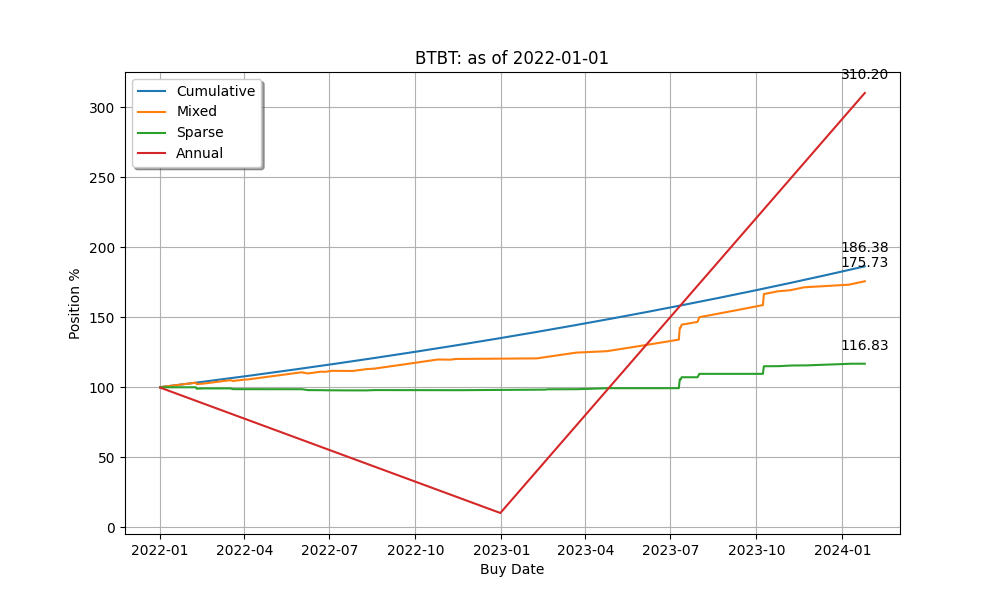 BTBT: as of 2022-01-01
Cumulative
Mixed
Sparse
Annual
310.20
186.38
175.73
116.83
Position %
300
250
200
150
100
50
0
2022-01 2022-04 2022-07 2022-10 2023-01 2023-04 2023-07 2023-10 2024-01
Buy Date